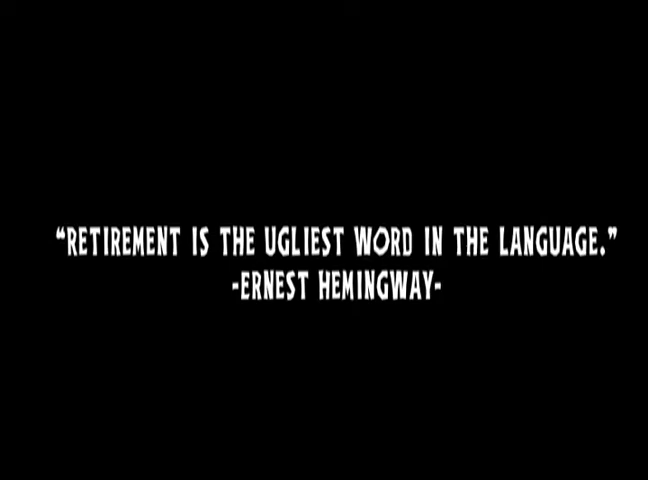 “RETIREMENT IS THE UGLIEST WORD IN THE LANGUAGE.”
-ERNEST HEMINGWAY-